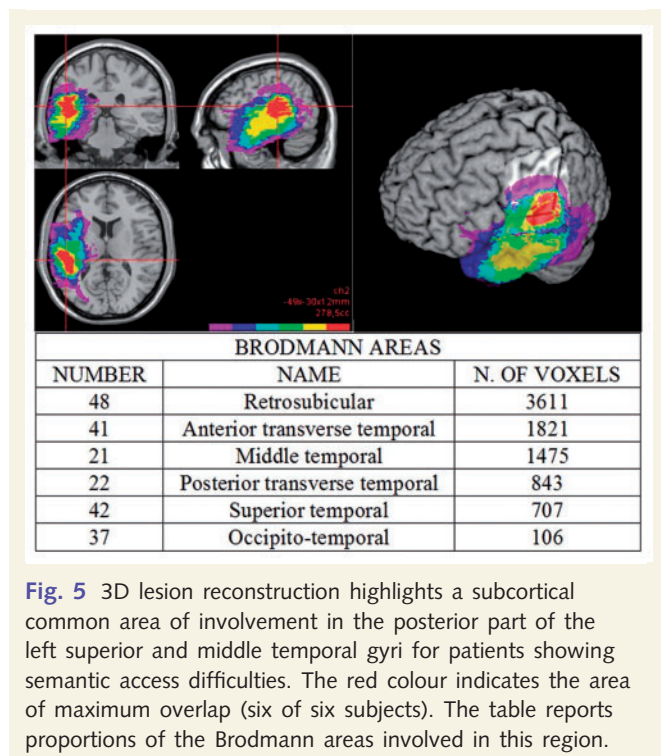 ch2
-49x-30x12mm
278,5cc
BRODMANN AREAS
NUMBER NAME N. OF VOXELS
48 Retrosubicular 3611
41 Anterior transverse temporal 1821
21 Middle temporal 1475
22 Posterior transverse temporal 843
42 Superior temporal 707
37 Occipito-temporal 106
Fig. 5 3D lesion reconstruction highlights a subcortical
common area of involvement in the posterior part of the
left superior and middle temporal gyri for patients showing
semantic access difficulties. The red colour indicates the area
of maximum overlap (six of six subjects). The table reports
proportions of the Brodmann areas involved in this region.